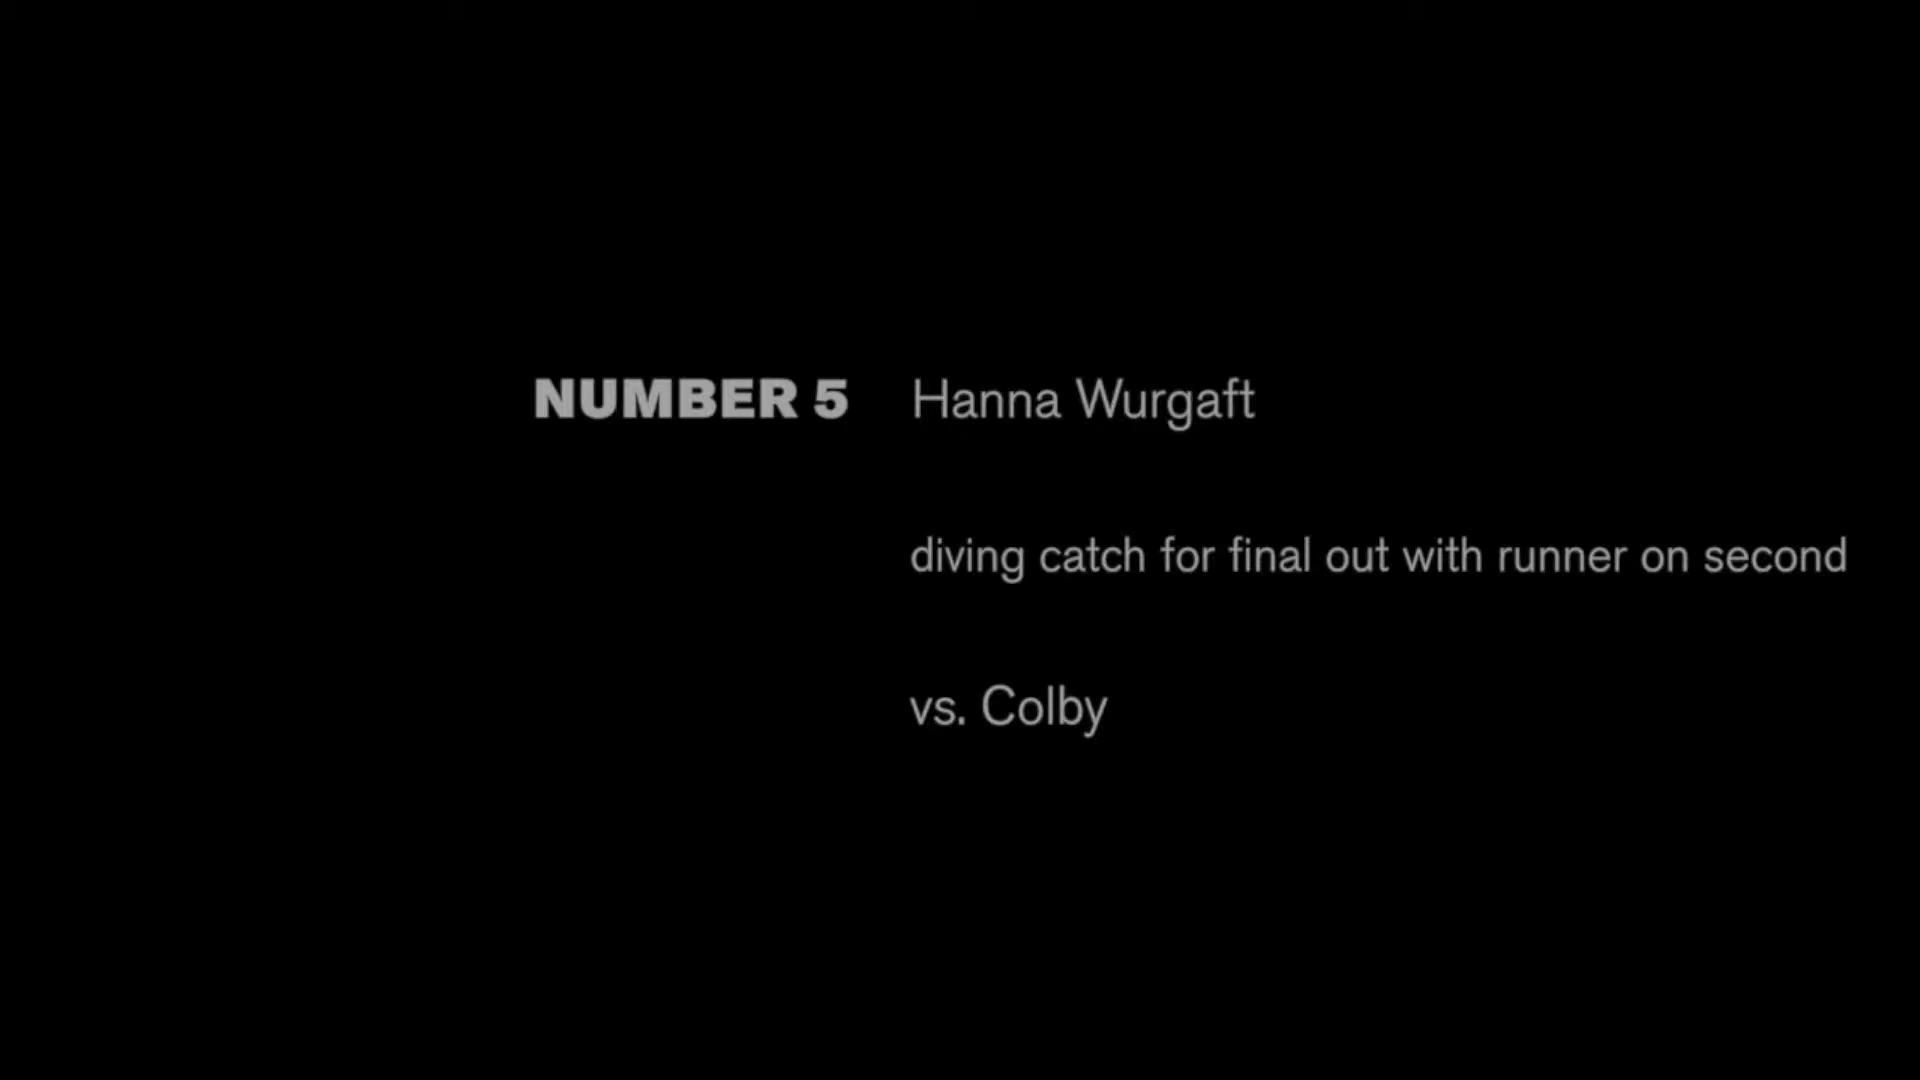 NUMBER 5 Hanna Wurgaft
diving catch for final out with runner on second
vs. Colby